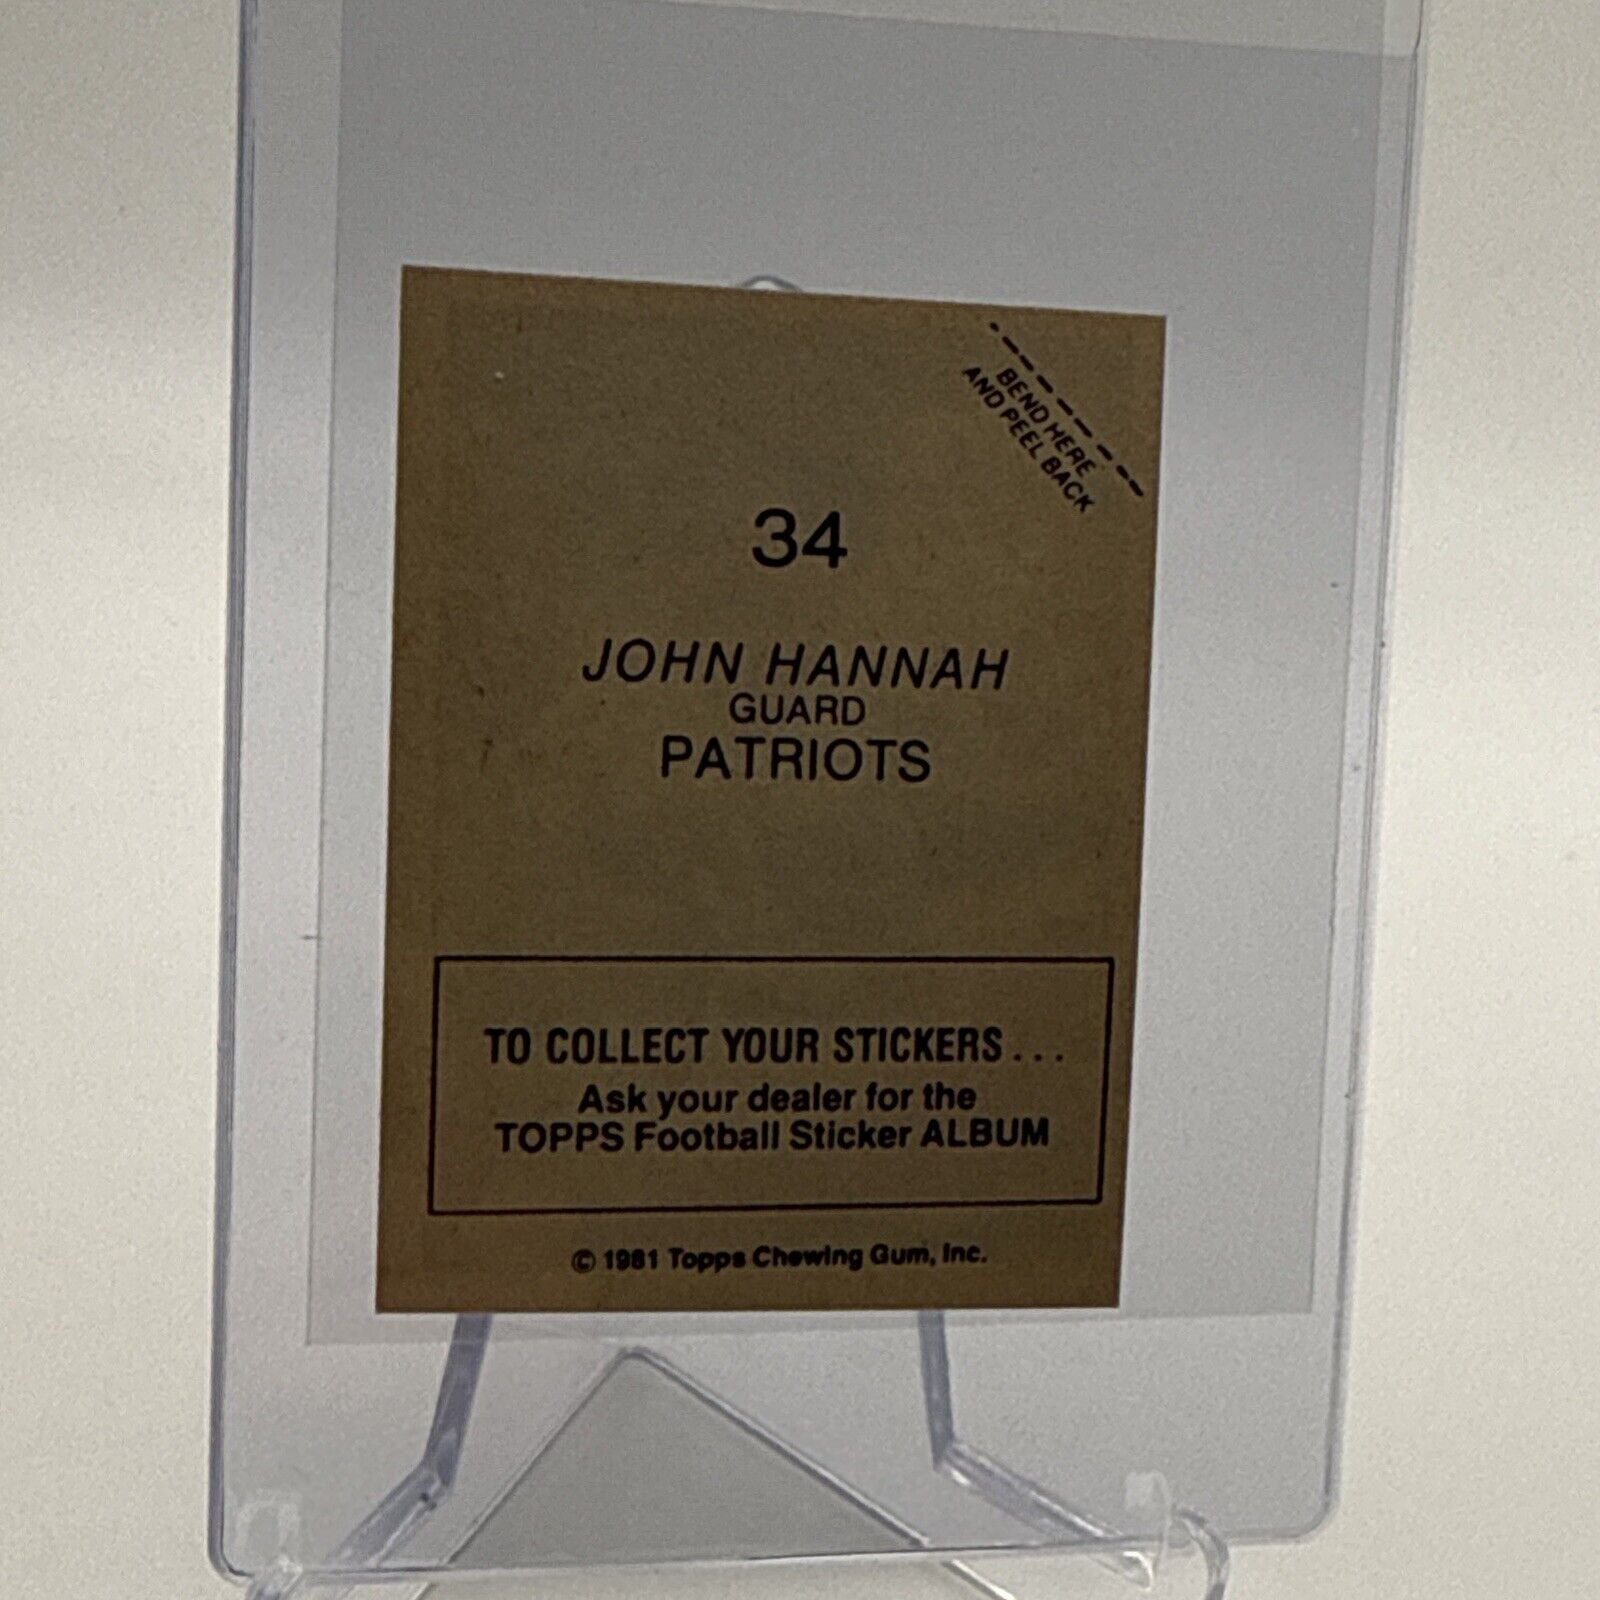 BEND HERE
AND PEEL BACK
34
JOHN HANNAH
GUARD
PATRIOTS
TO COLLECT YOUR STICKERS...
Ask your dealer for the
TOPPS Football Sticker ALBUM
© 1981 Topps Chewing Gum, Inc.